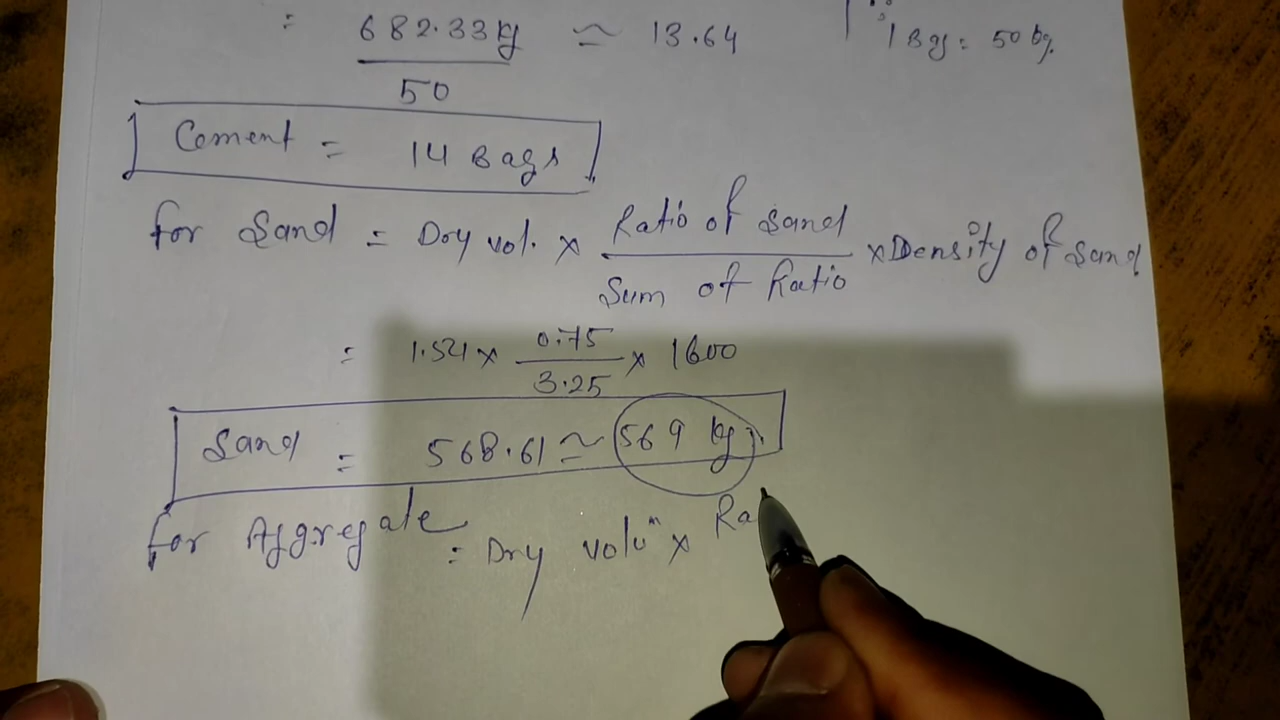 = 682.33 kg / 50 ≃ 13.64
1 Bag = 50 kg.
Cement = 14 Bags
for Sand = Dry vol. × Ratio of Sand / Sum of Ratio × Density of Sand
= 1.54 × 0.75 / 3.25 × 1600
Sand = 568.61 ≃ 569 kg.
for Aggregate = Dry volu^m × Ra